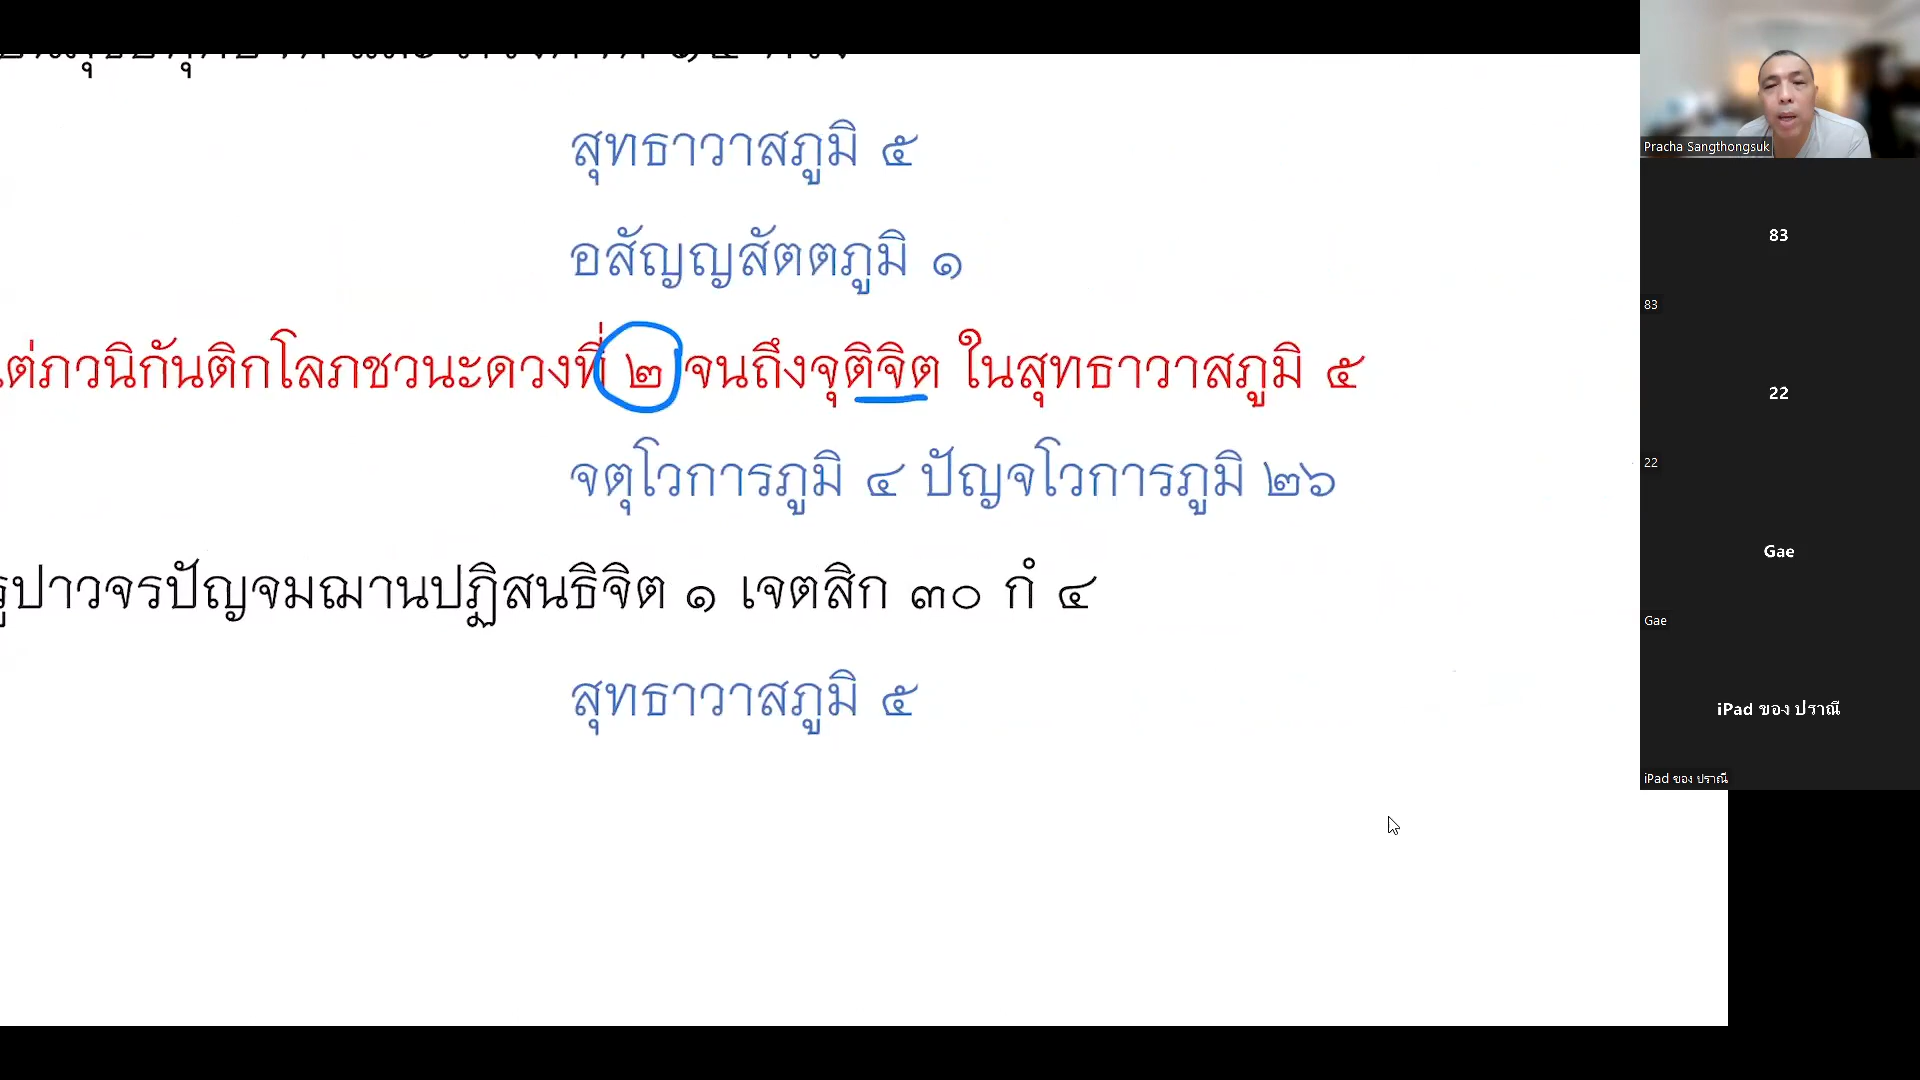 สุทธาวาสภูมิ ๕
อสัญญสัตตภูมิ ๑
ต่ภวนิกันติกโลภชวนะดวงที่ ๒ จนถึงจุติจิต ในสุทธาวาสภูมิ ๕
จตุโวการภูมิ ๔ ปัญจโวการภูมิ ๒๖
รูปาวจรปัญจมฌานปฏิสนธิจิต ๑ เจตสิก ๓๐ กํ ๔
สุทธาวาสภูมิ ๕
Pracha Sangthongsuk
83
83
22
22
Gae
Gae
iPad ของ ปราณี
iPad ของ ปราณี